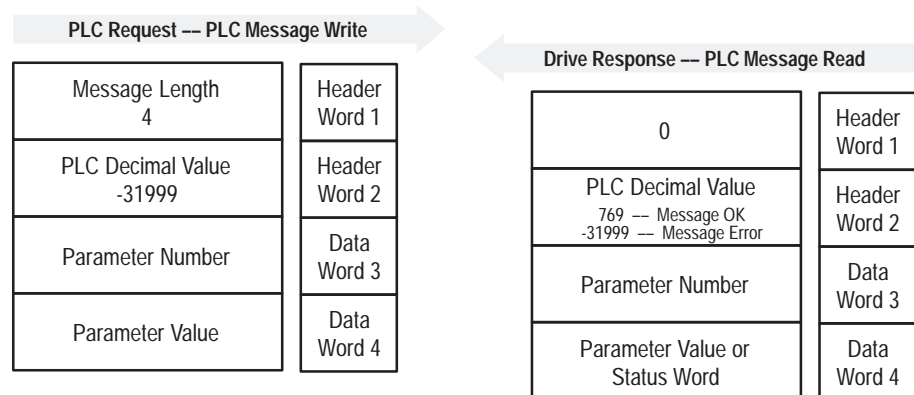 PLC Request –– PLC Message Write
Message Length
4
Header
Word 1
PLC Decimal Value
-31999
Header
Word 2
Parameter Number
Data
Word 3
Parameter Value
Data
Word 4
Drive Response –– PLC Message Read
0
Header
Word 1
PLC Decimal Value
769 –– Message OK
-31999 –– Message Error
Header
Word 2
Parameter Number
Data
Word 3
Parameter Value or
Status Word
Data
Word 4